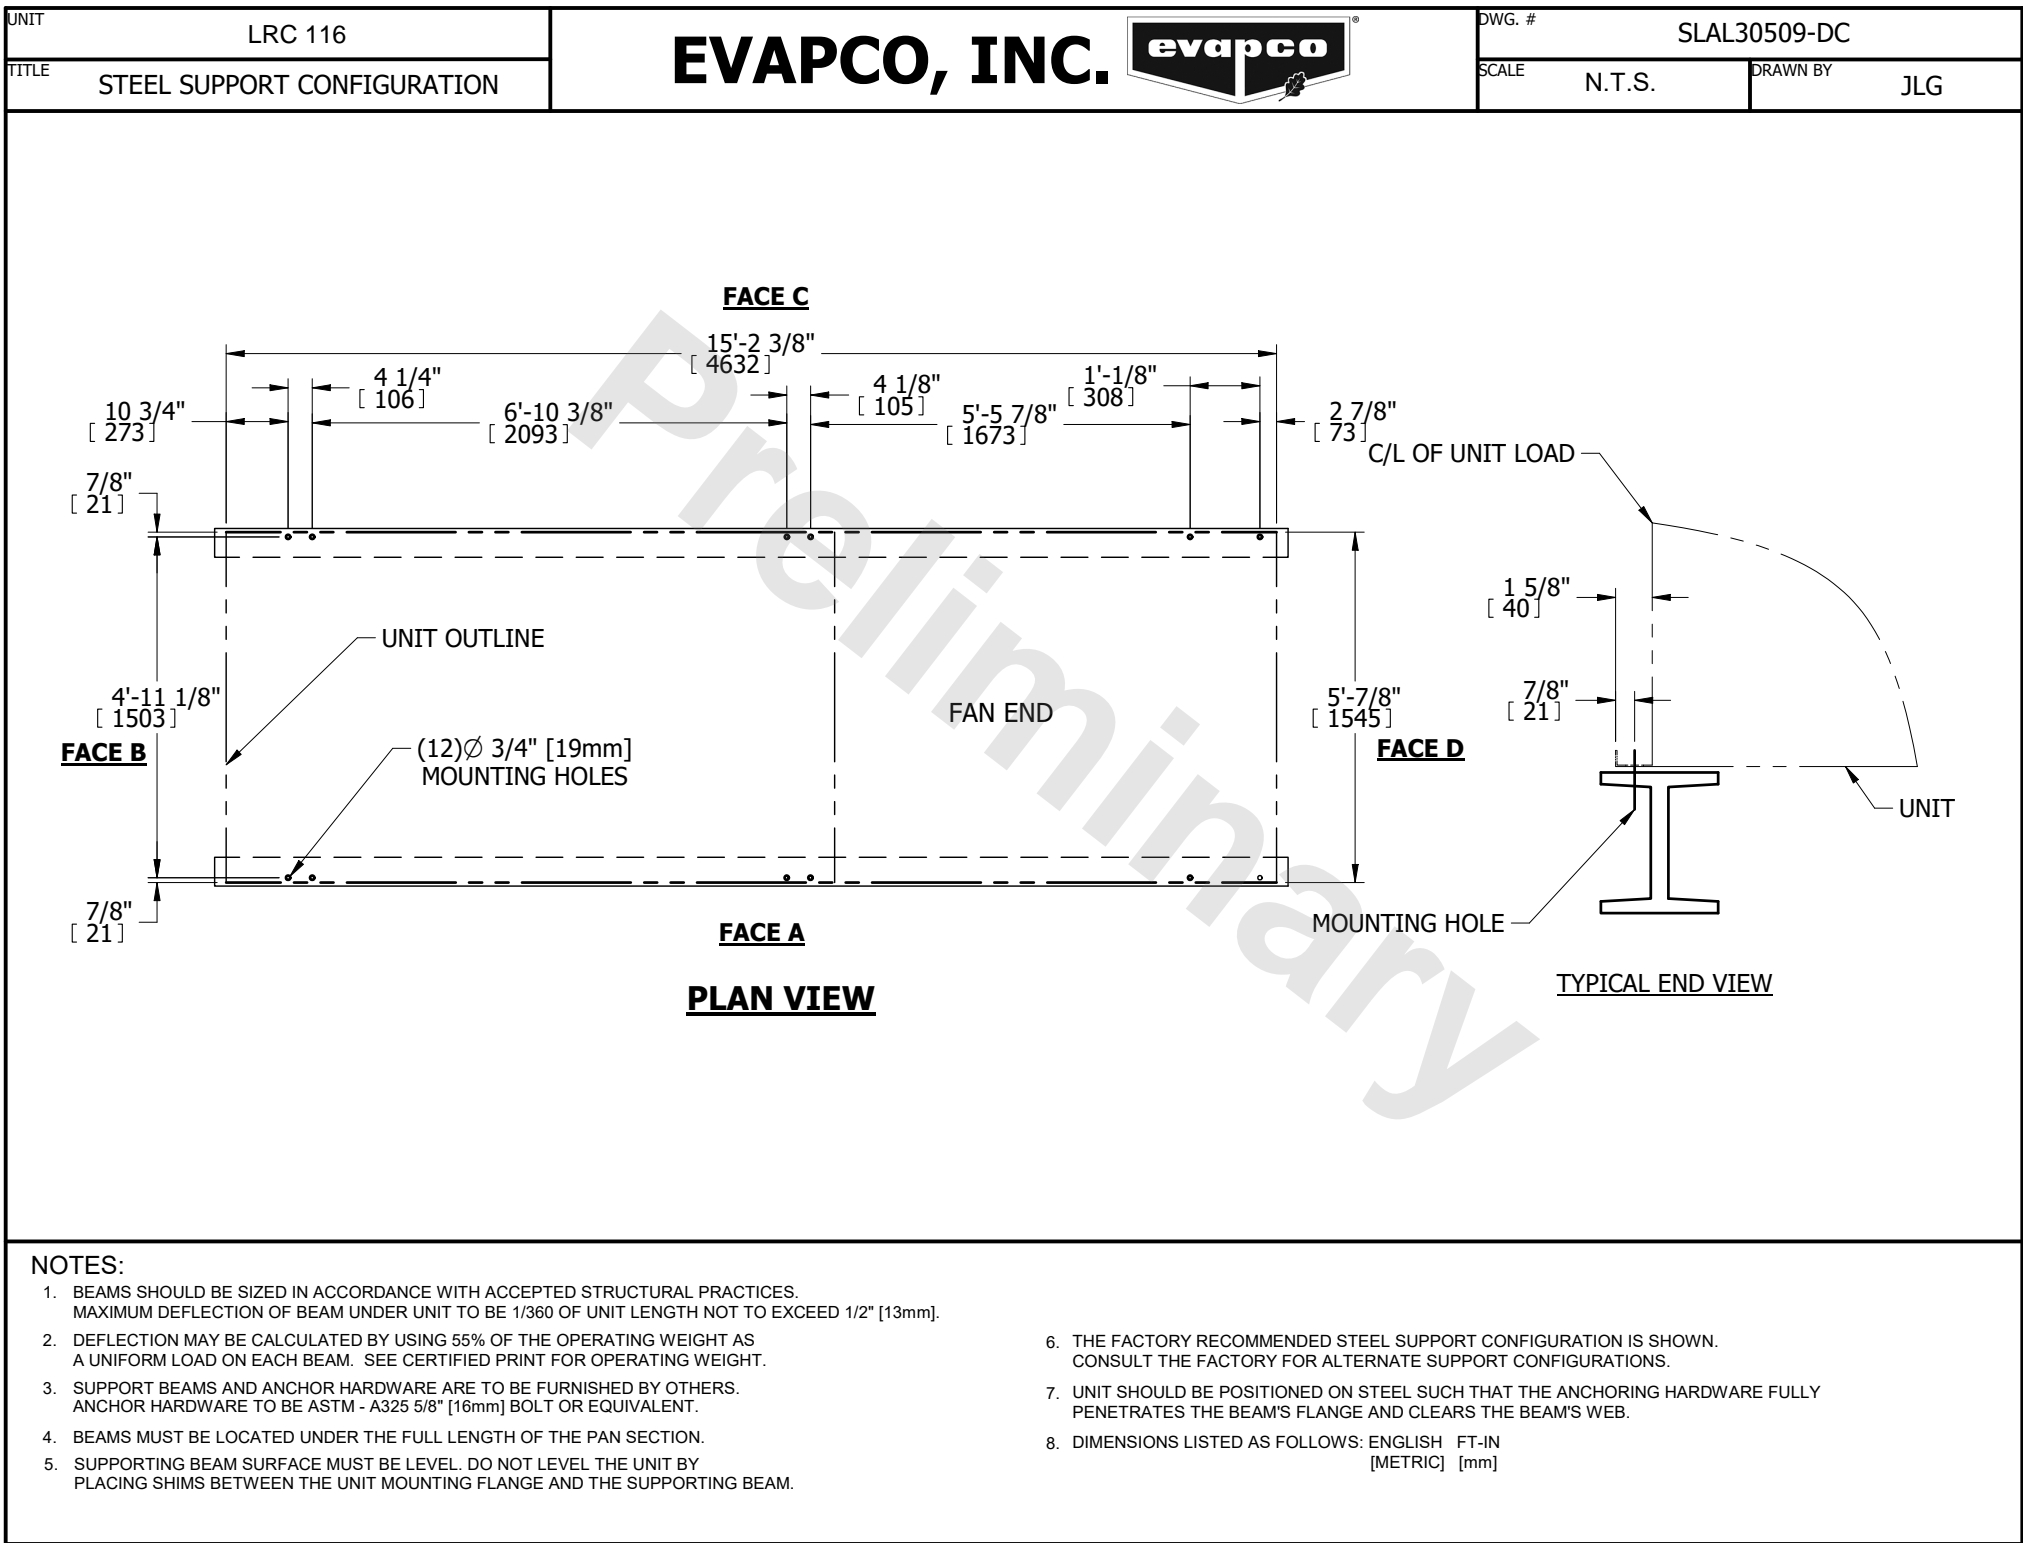 UNIT
LRC 116
TITLE
STEEL SUPPORT CONFIGURATION
EVAPCO, INC.
evapco
®
DWG. #
SLAL30509-DC
SCALE
N.T.S.
DRAWN BY
JLG
FACE C
15'-2 3/8"
[ 4632]
4 1/4"
[ 106]
4 1/8"
[ 105]
1'-1/8"
[ 308]
10 3/4"
[ 273]
6'-10 3/8"
[ 2093]
5'-5 7/8"
[ 1673]
2 7/8"
[ 73]
C/L OF UNIT LOAD
7/8"
[ 21]
1 5/8"
[ 40]
UNIT OUTLINE
4'-11 1/8"
[ 1503]
FAN END
5'-7/8"
[ 1545]
7/8"
[ 21]
FACE B
(12)Ø 3/4" [19mm]
MOUNTING HOLES
FACE D
UNIT
7/8"
[ 21]
FACE A
MOUNTING HOLE
PLAN VIEW
TYPICAL END VIEW
Preliminary
NOTES:
1. BEAMS SHOULD BE SIZED IN ACCORDANCE WITH ACCEPTED STRUCTURAL PRACTICES.
MAXIMUM DEFLECTION OF BEAM UNDER UNIT TO BE 1/360 OF UNIT LENGTH NOT TO EXCEED 1/2" [13mm].
2. DEFLECTION MAY BE CALCULATED BY USING 55% OF THE OPERATING WEIGHT AS
A UNIFORM LOAD ON EACH BEAM. SEE CERTIFIED PRINT FOR OPERATING WEIGHT.
3. SUPPORT BEAMS AND ANCHOR HARDWARE ARE TO BE FURNISHED BY OTHERS.
ANCHOR HARDWARE TO BE ASTM - A325 5/8" [16mm] BOLT OR EQUIVALENT.
4. BEAMS MUST BE LOCATED UNDER THE FULL LENGTH OF THE PAN SECTION.
5. SUPPORTING BEAM SURFACE MUST BE LEVEL. DO NOT LEVEL THE UNIT BY
PLACING SHIMS BETWEEN THE UNIT MOUNTING FLANGE AND THE SUPPORTING BEAM.
6. THE FACTORY RECOMMENDED STEEL SUPPORT CONFIGURATION IS SHOWN.
CONSULT THE FACTORY FOR ALTERNATE SUPPORT CONFIGURATIONS.
7. UNIT SHOULD BE POSITIONED ON STEEL SUCH THAT THE ANCHORING HARDWARE FULLY
PENETRATES THE BEAM'S FLANGE AND CLEARS THE BEAM'S WEB.
8. DIMENSIONS LISTED AS FOLLOWS: ENGLISH FT-IN
[METRIC] [mm]